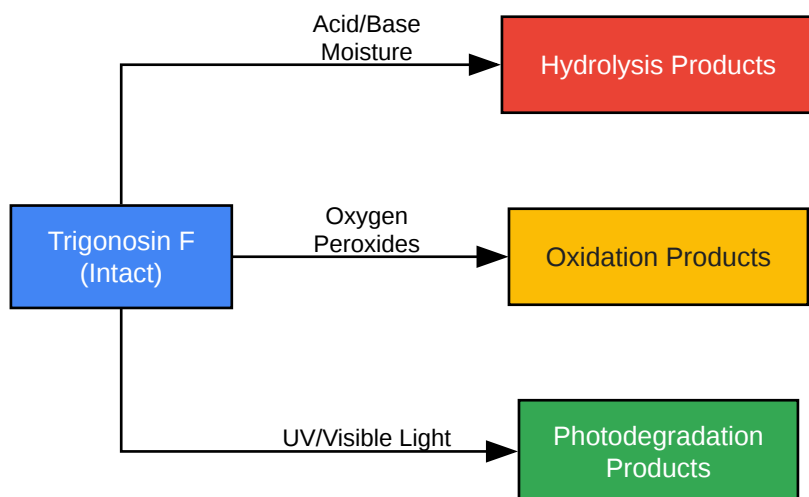 Acid/Base
Moisture
Hydrolysis Products
Trigonosin F
(Intact)
Oxygen
Peroxides
Oxidation Products
UV/Visible Light
Photodegradation
Products